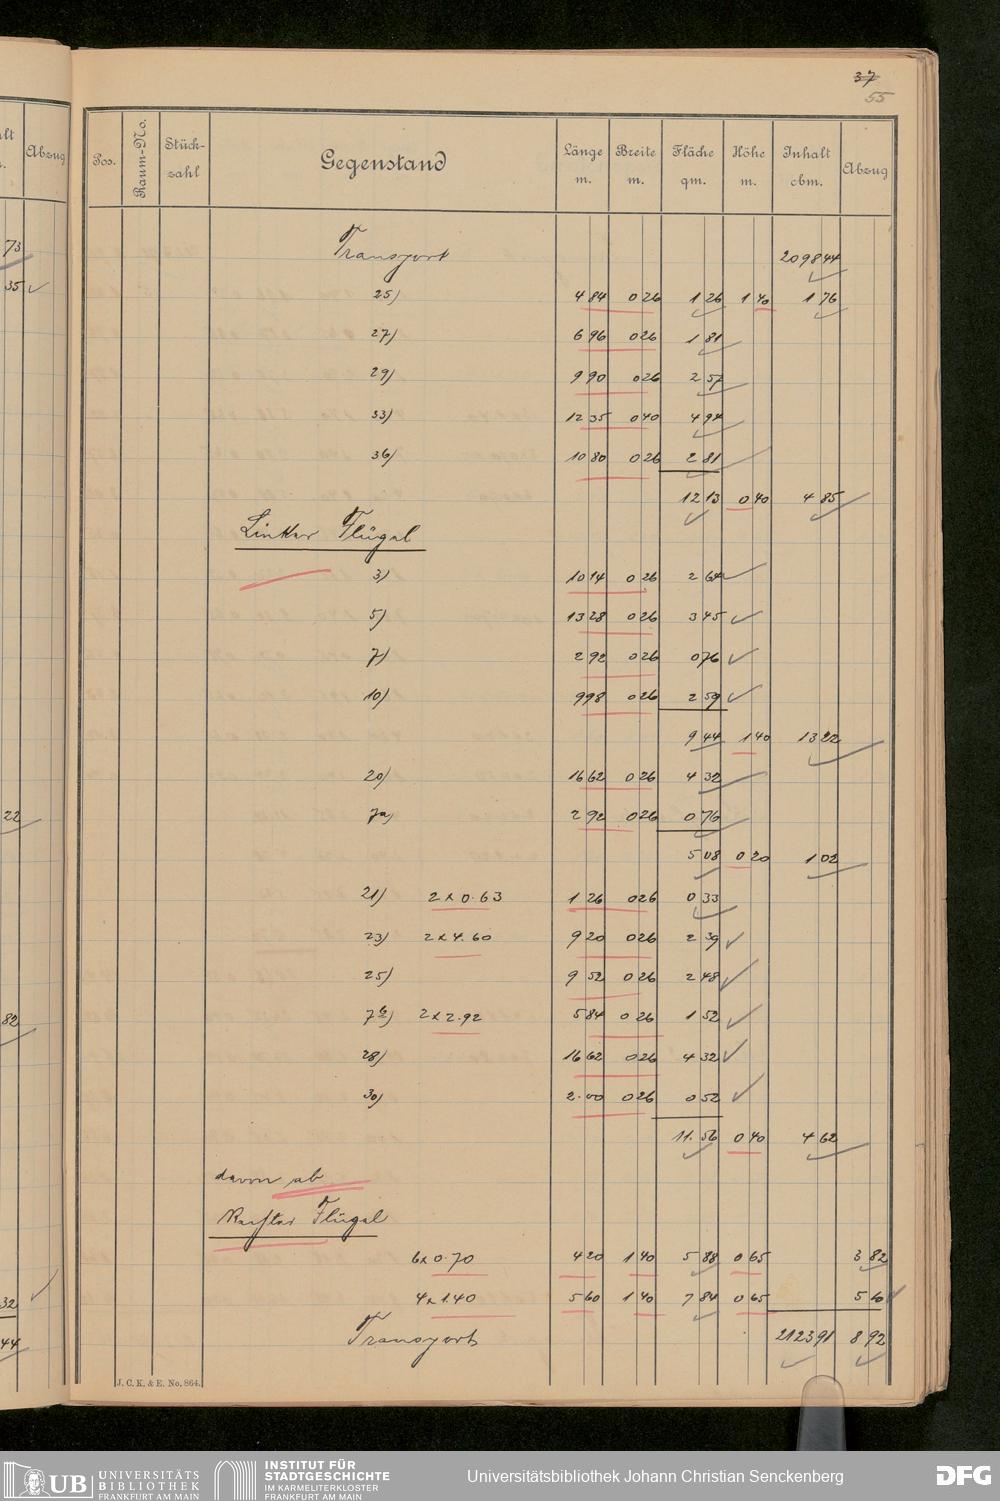 37
55
Pos. Raum-No. Stück-zahl Gegenstand Länge m. Breite m. Fläche qm. Höhe m. Inhalt cbm. Abzug
alt Abzug
73
35
22
82
32
44
Transport 2098 44
25) 4 84 0 26 1 26 1 40 1 76
27) 6 96 0 26 1 81
29) 9 90 0 26 2 57
33) 12 35 0 40 4 94
36) 10 80 0 26 2 81
12 13 0 40 4 85
Linker Flügel
3) 10 14 0 26 2 64
5) 13 28 0 26 3 45
7) 2 92 0 26 0 76
10) 9 98 0 26 2 59
9 44 1 40 13 22
20) 16 62 0 26 4 32
7a) 2 92 0 26 0 76
5 08 0 20 1 02
21) 2 x 0.63 1 26 0 26 0 33
23) 2 x 4.60 9 20 0 26 2 39
25) 9 52 0 26 2 48
7b) 2 x 2.92 5 84 0 26 1 52
28) 16 62 0 26 4 32
30) 2.00 0 26 0 52
11.56 0 40 4 62
davon ab
Rechter Flügel
6 x 0.70 4 20 1 40 5 88 0 65 3 82
4 x 1.40 5 60 1 40 7 84 0 65 5 10
Transport 2123 91 8 92
J. C. K. & E. No. 864.
UB UNIVERSITÄTS BIBLIOTHEK FRANKFURT AM MAIN
INSTITUT FÜR STADTGESCHICHTE IM KARMELITERKLOSTER FRANKFURT AM MAIN
Universitätsbibliothek Johann Christian Senckenberg
DFG